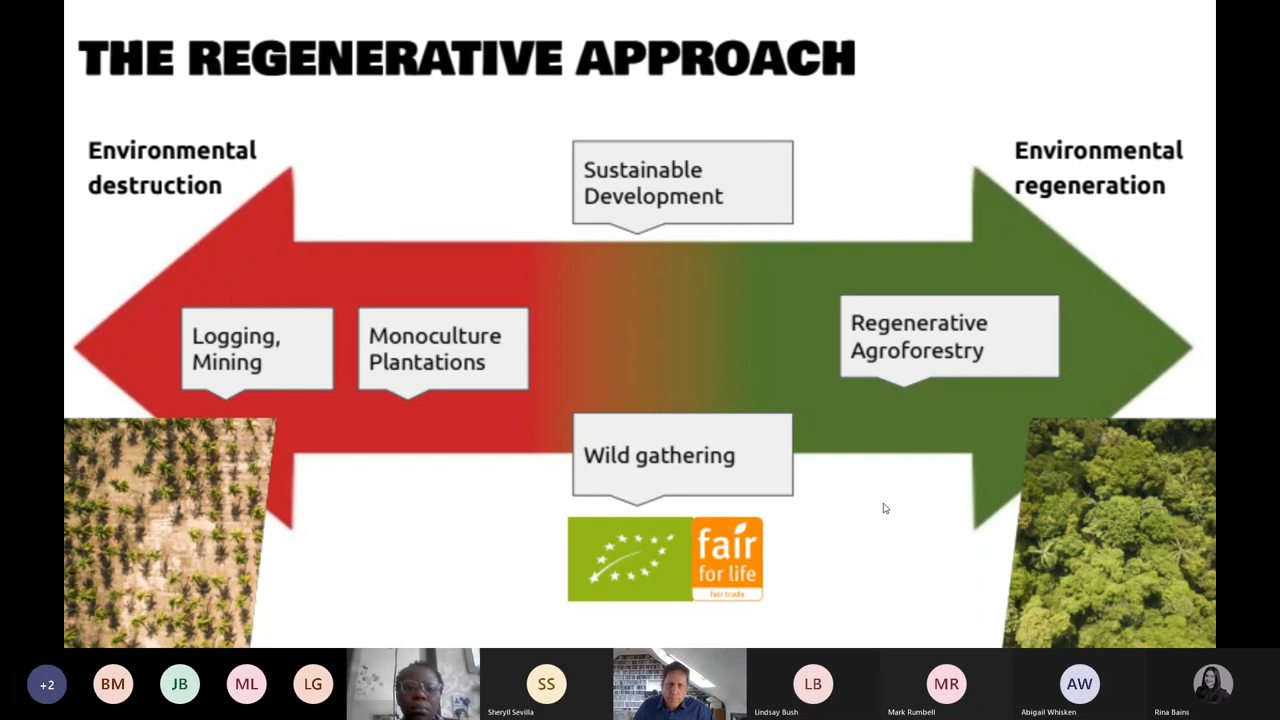 THE REGENERATIVE APPROACH
Environmental
destruction
Sustainable
Development
Environmental
regeneration
Logging,
Mining
Monoculture
Plantations
Regenerative
Agroforestry
Wild gathering
fair
for life
fair trade
+2
BM
JB
ML
LG
SS
Sheryll Sevilla
LB
Lindsay Bush
MR
Mark Rumbell
AW
Abigail Whisken
Rina Bains